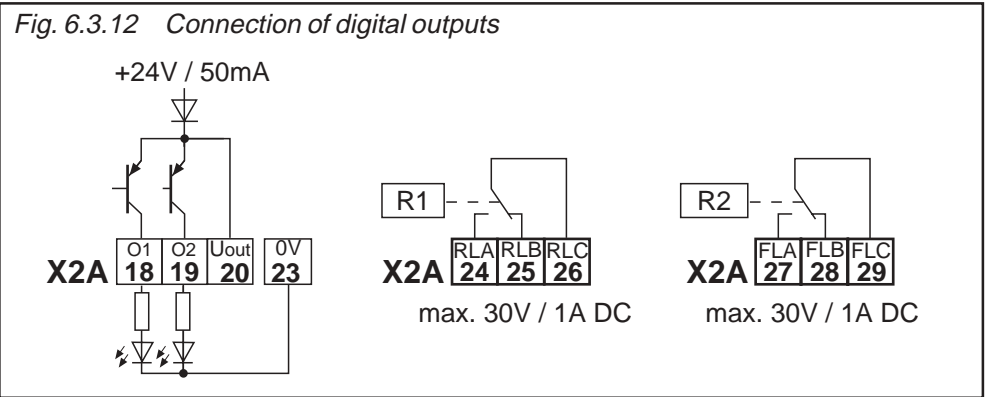 Fig. 6.3.12 Connection of digital outputs
+24V / 50mA
O1 O2 Uout 0V
X2A 18 19 20 23
R1
RLA RLB RLC
X2A 24 25 26
max. 30V / 1A DC
R2
FLA FLB FLC
X2A 27 28 29
max. 30V / 1A DC